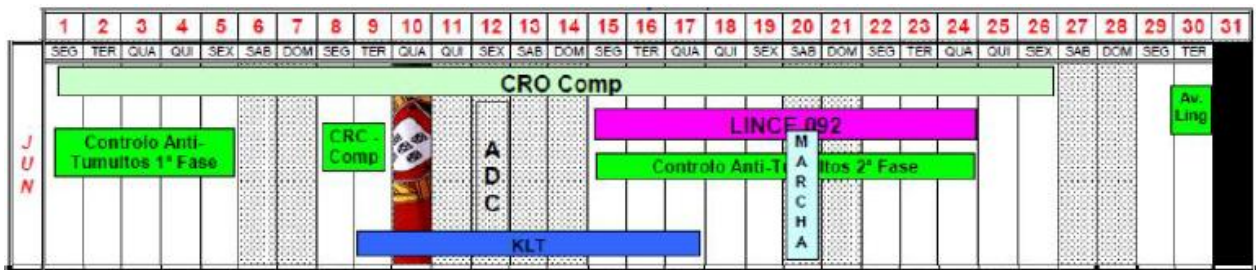 1 2 3 4 5 6 7 8 9 10 11 12 13 14 15 16 17 18 19 20 21 22 23 24 25 26 27 28 29 30 31
SEG TER QUA QUI SEX SAB DOM SEG TER QUA QUI SEX SAB DOM SEG TER QUA QUI SEX SAB DOM SEG TER QUA QUI SEX SAB DOM SEG TER
JUN
CRO Comp
Controlo Anti-
Tumultos 1ª Fase
CRC -
Comp
ADC
KLT
LINCE 092
Controlo Anti-Tumultos 2ª Fase
MARCHA
Av.
Ling